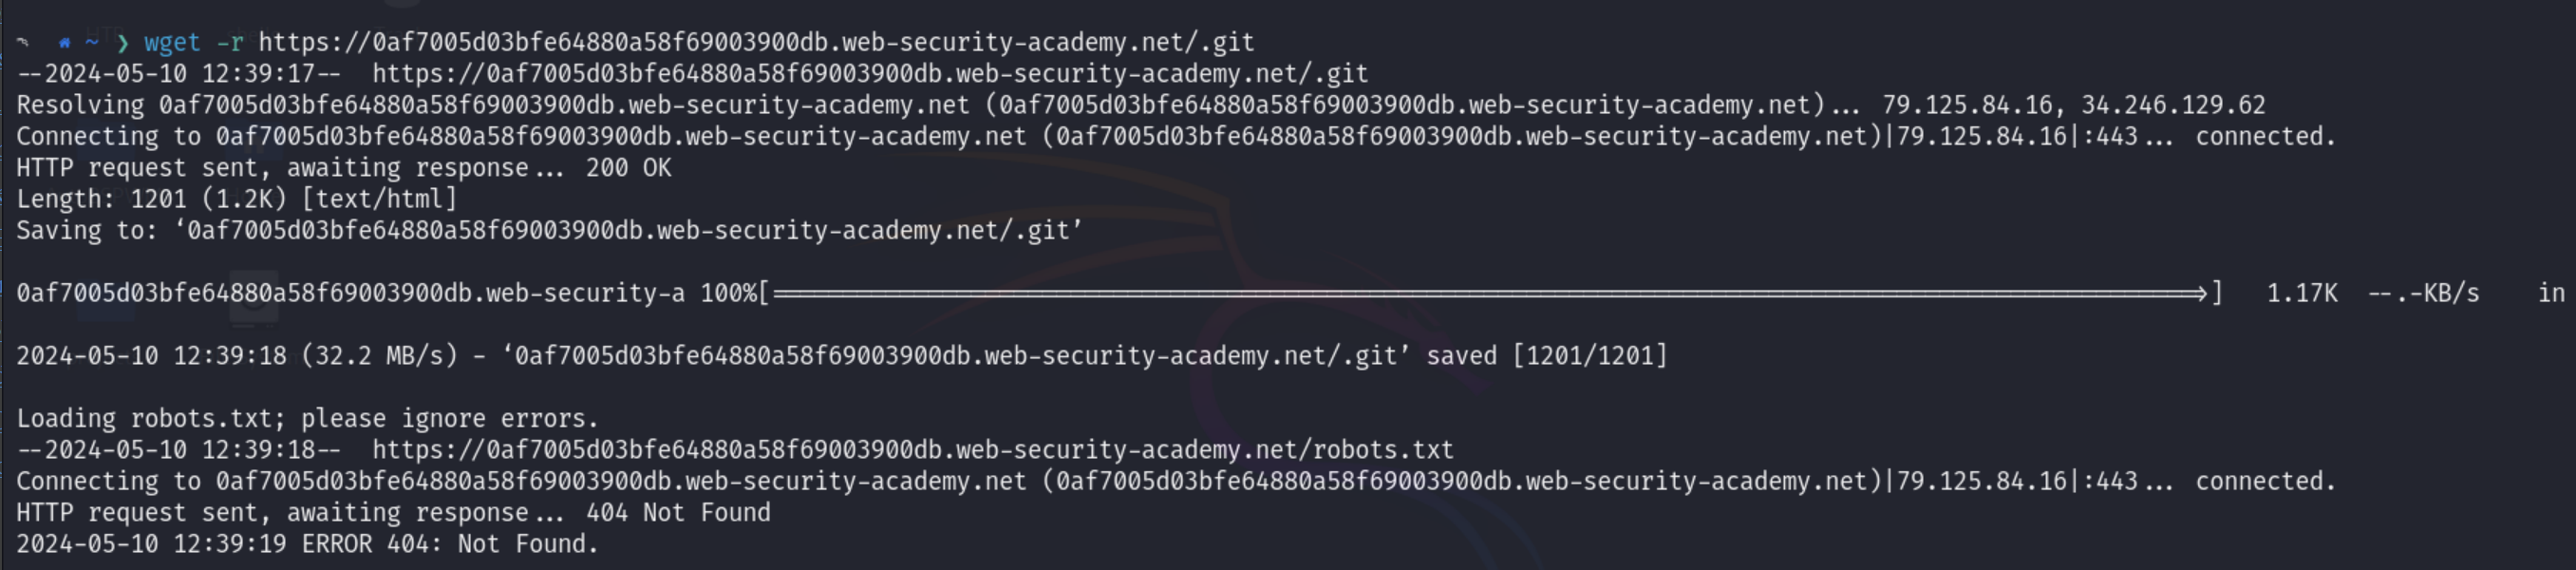 ~ ❯ wget -r https://0af7005d03bfe64880a58f69003900db.web-security-academy.net/.git
--2024-05-10 12:39:17--  https://0af7005d03bfe64880a58f69003900db.web-security-academy.net/.git
Resolving 0af7005d03bfe64880a58f69003900db.web-security-academy.net (0af7005d03bfe64880a58f69003900db.web-security-academy.net)... 79.125.84.16, 34.246.129.62
Connecting to 0af7005d03bfe64880a58f69003900db.web-security-academy.net (0af7005d03bfe64880a58f69003900db.web-security-academy.net)|79.125.84.16|:443... connected.
HTTP request sent, awaiting response... 200 OK
Length: 1201 (1.2K) [text/html]
Saving to: ‘0af7005d03bfe64880a58f69003900db.web-security-academy.net/.git’
0af7005d03bfe64880a58f69003900db.web-security-a 100%[===================>]   1.17K  --.-KB/s    in
2024-05-10 12:39:18 (32.2 MB/s) - ‘0af7005d03bfe64880a58f69003900db.web-security-academy.net/.git’ saved [1201/1201]
Loading robots.txt; please ignore errors.
--2024-05-10 12:39:18--  https://0af7005d03bfe64880a58f69003900db.web-security-academy.net/robots.txt
Connecting to 0af7005d03bfe64880a58f69003900db.web-security-academy.net (0af7005d03bfe64880a58f69003900db.web-security-academy.net)|79.125.84.16|:443... connected.
HTTP request sent, awaiting response... 404 Not Found
2024-05-10 12:39:19 ERROR 404: Not Found.